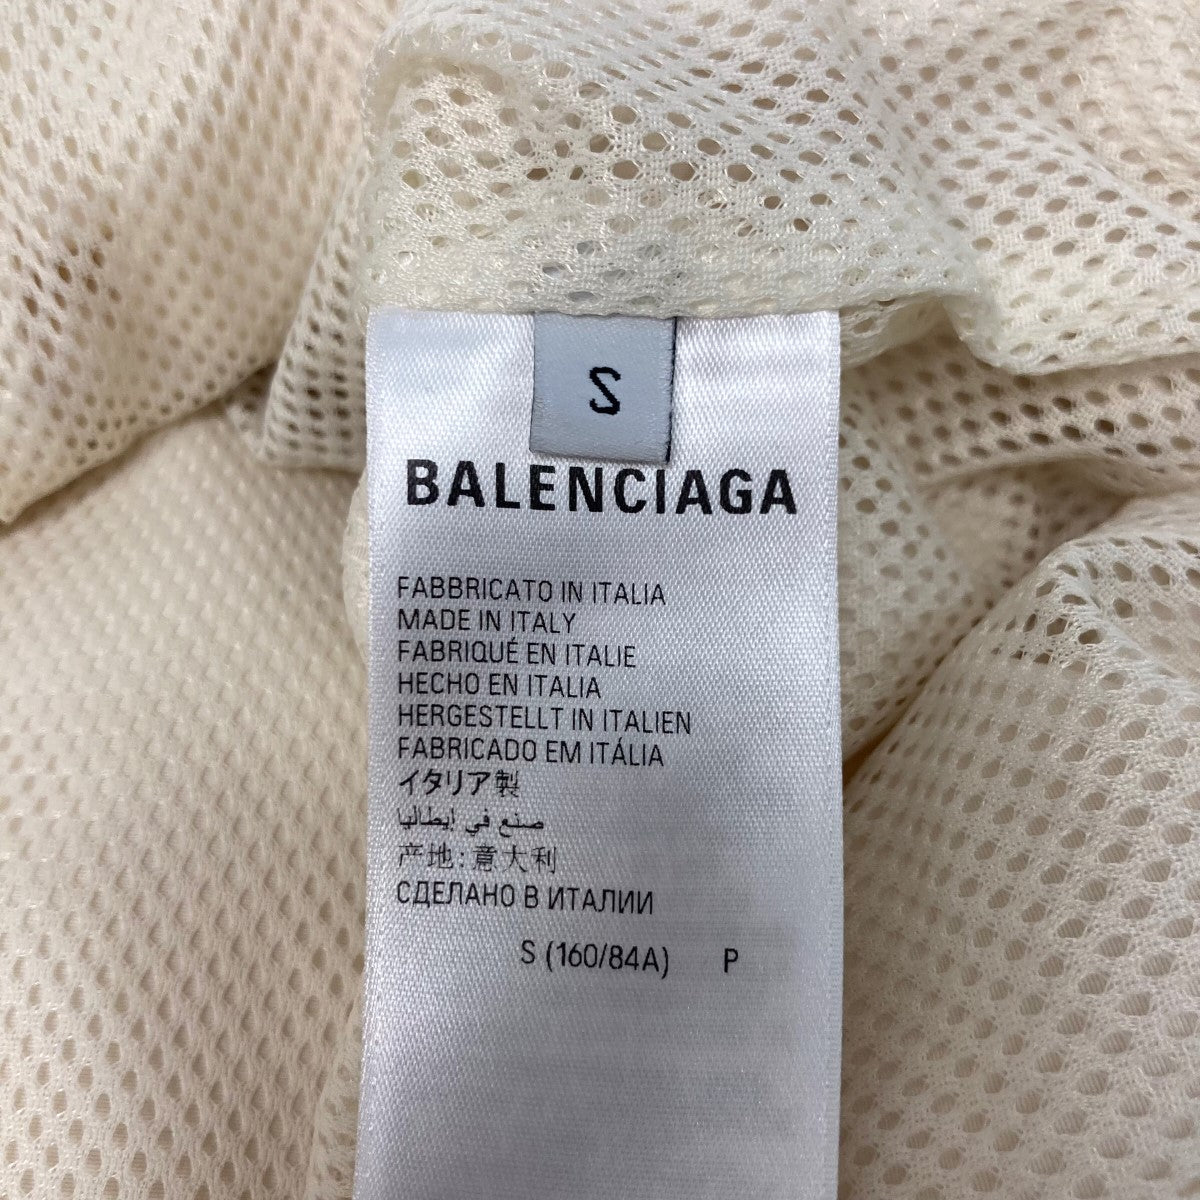 S
BALENCIAGA
FABBRICATO IN ITALIA
MADE IN ITALY
FABRIQUÉ EN ITALIE
HECHO EN ITALIA
HERGESTELLT IN ITALIEN
FABRICADO EM ITÁLIA
イタリア製
صنع في إيطاليا
产地：意大利
СДЕЛАНО В ИТАЛИИ
S (160/84A) P